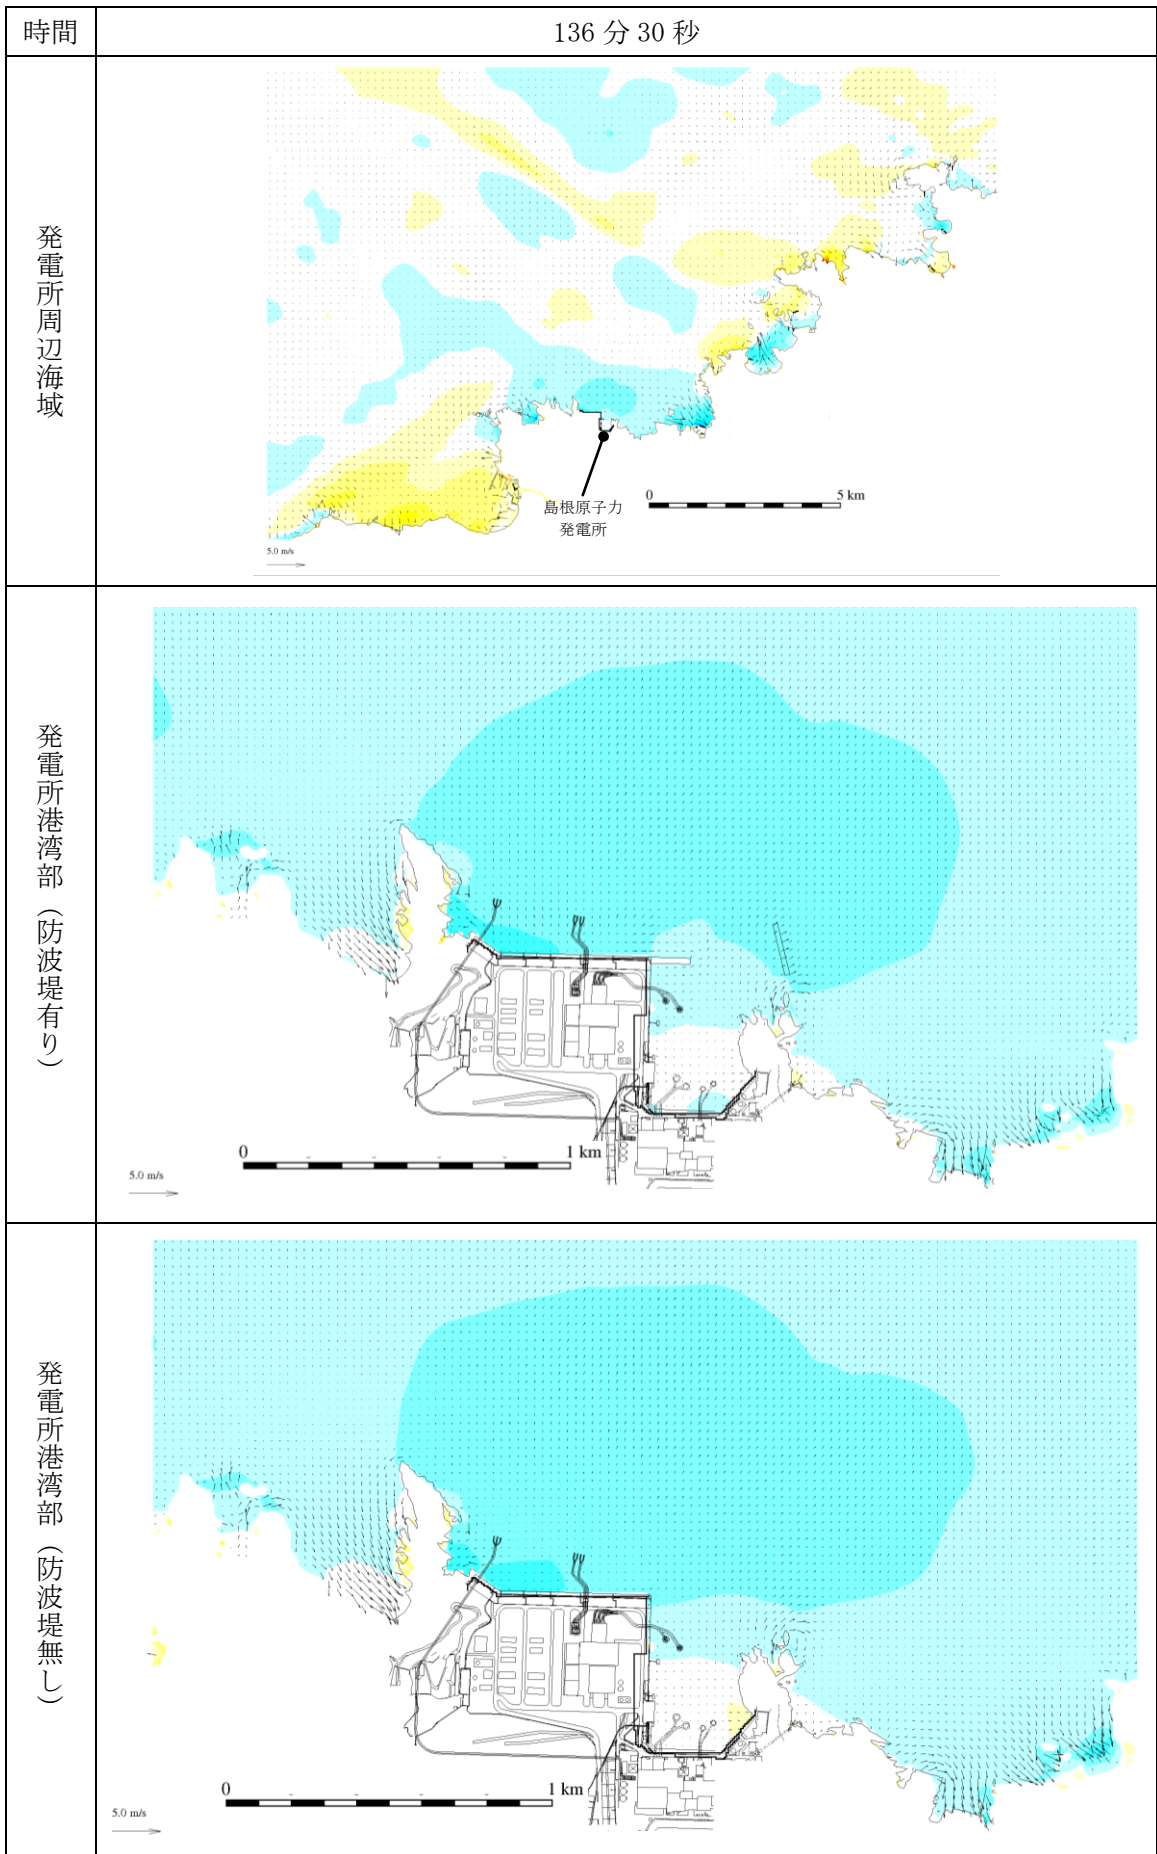 時間
136 分 30 秒
発電所周辺海域
島根原子力
発電所
0
5 km
5.0 m/s
発電所港湾部（防波堤有り）
0
1 km
5.0 m/s
発電所港湾部（防波堤無し）
0
1 km
5.0 m/s